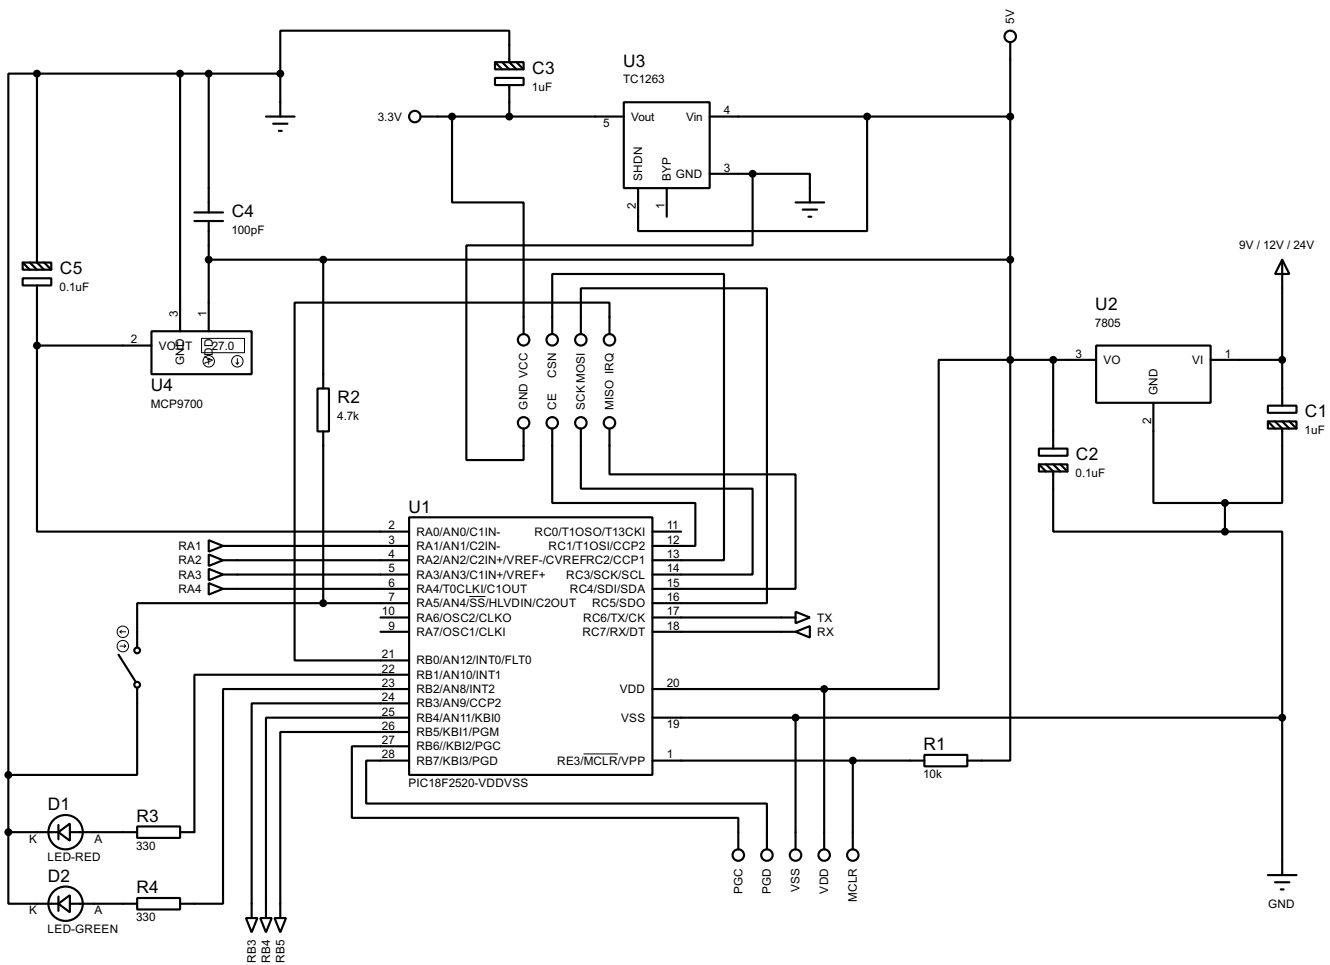 5V
C3
1uF
U3
TC1263
3.3V
5
Vout
Vin
4
SHDN
BYP
GND
3
2
1
C4
100pF
C5
0.1uF
9V / 12V / 24V
U2
7805
3
VO
VI
1
GND
2
C1
1uF
C2
0.1uF
3
1
2
VOUT
GND
VDD
27.0
U4
MCP9700
R2
4.7k
GND VCC
CE CSN
SCK MOSI
MISO IRQ
U1
2 RA0/AN0/C1IN- RC0/T1OSO/T13CKI 11
RA1 3 RA1/AN1/C2IN- RC1/T1OSI/CCP2 12
RA2 4 RA2/AN2/C2IN+/VREF-/CVREF RC2/CCP1 13
RA3 5 RA3/AN3/C1IN+/VREF+ RC3/SCK/SCL 14
RA4 6 RA4/T0CLKI/C1OUT RC4/SDI/SDA 15
7 RA5/AN4/SS/HLVDIN/C2OUT RC5/SDO 16
10 RA6/OSC2/CLKO RC6/TX/CK 17 TX
9 RA7/OSC1/CLKI RC7/RX/DT 18 RX
21 RB0/AN12/INT0/FLT0
22 RB1/AN10/INT1
23 RB2/AN8/INT2 VDD 20
24 RB3/AN9/CCP2
25 RB4/AN11/KBI0 VSS 19
26 RB5/KBI1/PGM
27 RB6//KBI2/PGC
28 RB7/KBI3/PGD RE3/MCLR/VPP 1
PIC18F2520-VDDVSS
R1
10k
D1
K A
LED-RED
R3
330
D2
K A
LED-GREEN
R4
330
RB3
RB4
RB5
PGC
PGD
VSS
VDD
MCLR
GND